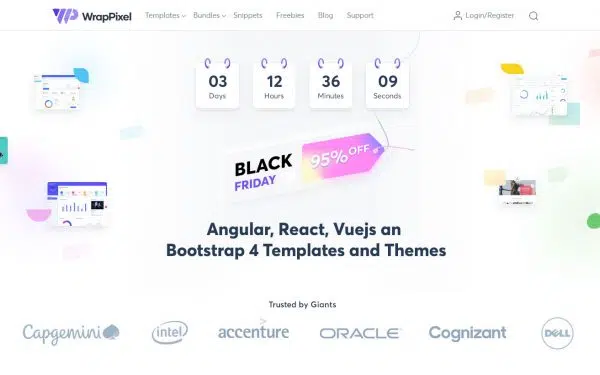 WrapPixel
Templates Bundles Snippets Freebies Blog Support
Login/Register
03 12 36 09
Days Hours Minutes Seconds
BLACK
FRIDAY
95% OFF
Angular, React, Vuejs an
Bootstrap 4 Templates and Themes
Trusted by Giants
Capgemini intel accenture ORACLE Cognizant DELL